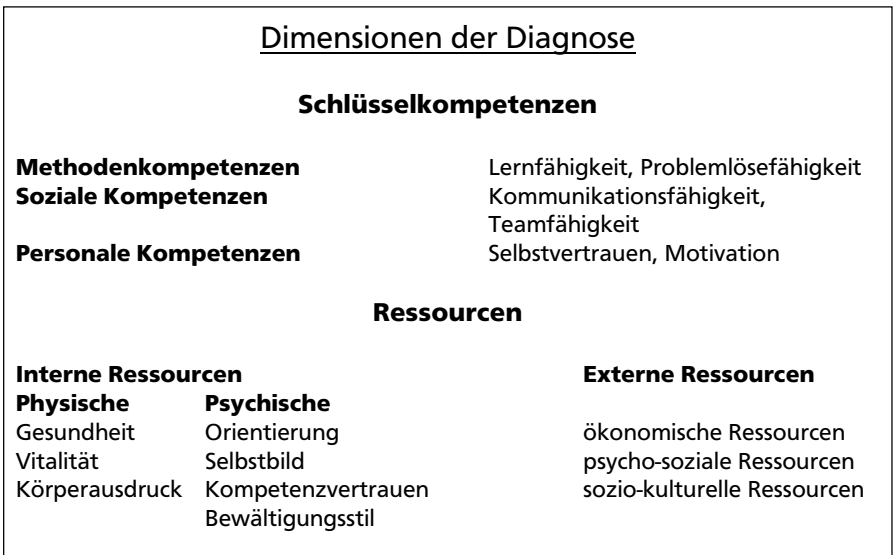 Dimensionen der Diagnose
Schlüsselkompetenzen
Methodenkompetenzen Lernfähigkeit, Problemlösefähigkeit
Soziale Kompetenzen Kommunikationsfähigkeit,
Teamfähigkeit
Personale Kompetenzen Selbstvertrauen, Motivation
Ressourcen
Interne Ressourcen Externe Ressourcen
Physische Psychische
Gesundheit Orientierung ökonomische Ressourcen
Vitalität Selbstbild psycho-soziale Ressourcen
Körperausdruck Kompetenzvertrauen sozio-kulturelle Ressourcen
Bewältigungsstil